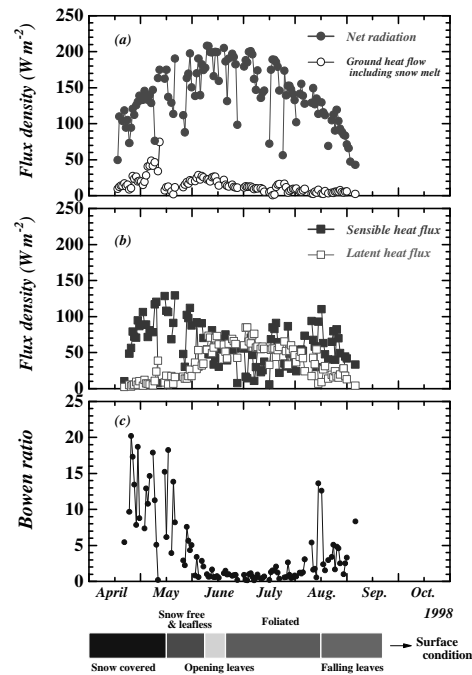 250
200
150
100
50
0
Flux density (W m⁻²)
(a)
Net radiation
Ground heat flow
including snow melt
250
200
150
100
50
0
Flux density (W m⁻²)
(b)
Sensible heat flux
Latent heat flux
25
20
15
10
5
0
Bowen ratio
(c)
April May June July Aug. Sep. Oct.
1998
Snow free
& leafless
Foliated
Surface
condition
Snow covered
Opening leaves
Falling leaves